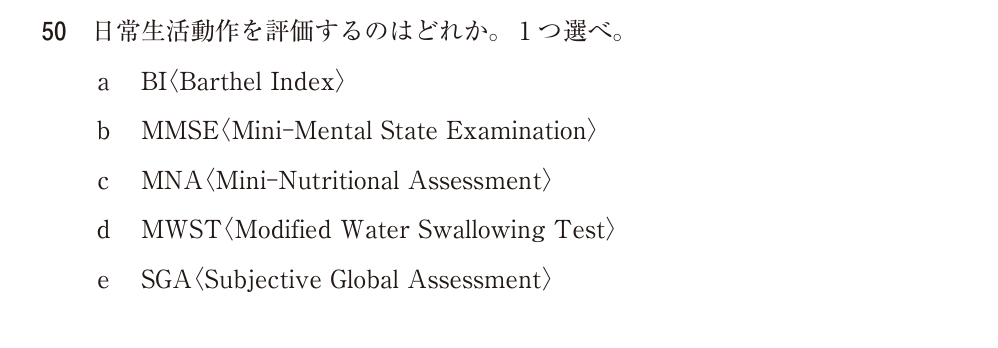 50 日常生活動作を評価するのはどれか。1つ選べ。
a BI〈Barthel Index〉
b MMSE〈Mini-Mental State Examination〉
c MNA〈Mini-Nutritional Assessment〉
d MWST〈Modified Water Swallowing Test〉
e SGA〈Subjective Global Assessment〉